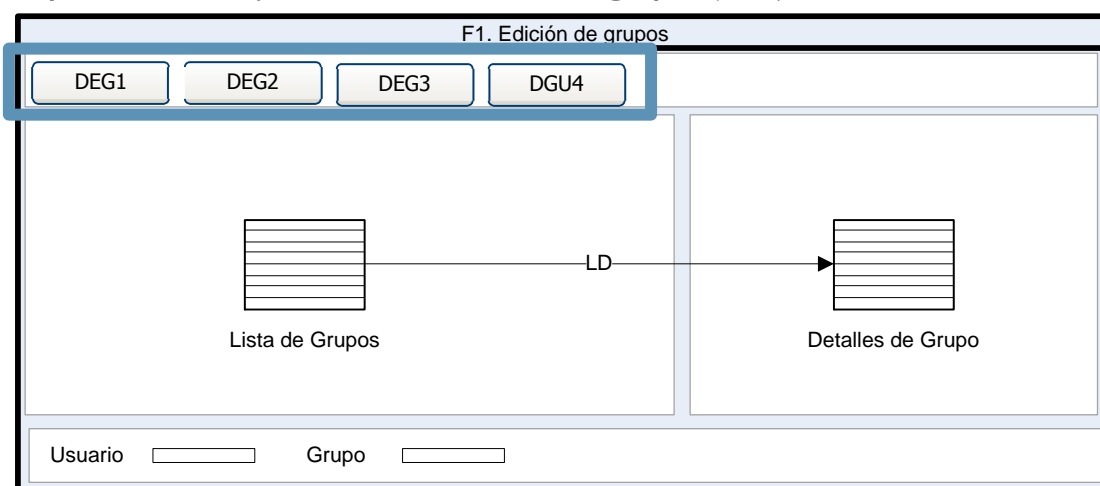 F1. Edición de grupos
DEG1 DEG2 DEG3 DGU4
LD
Lista de Grupos Detalles de Grupo
Usuario Grupo